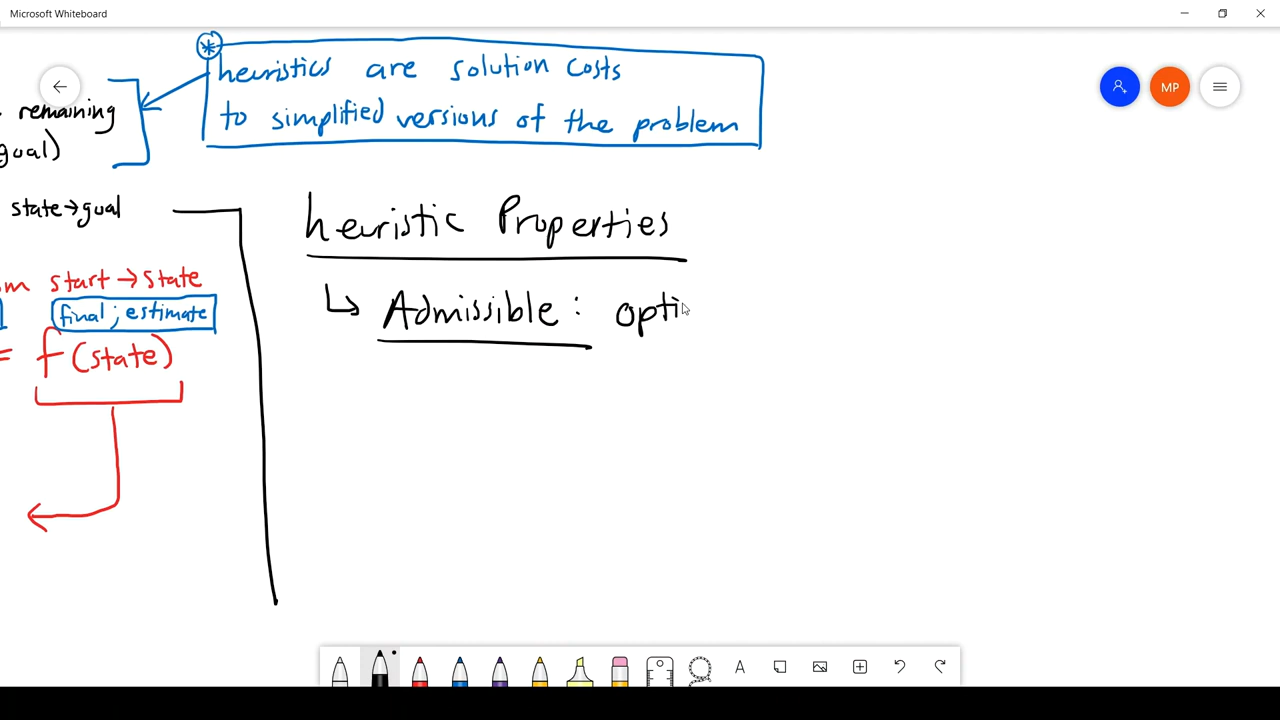 Microsoft Whiteboard
heuristics are solution costs
to simplified versions of the problem
MP
remaining
goal)
state→goal
heuristic Properties
start→state
final; estimate
↳ Admissible: opti
= f(state)
A